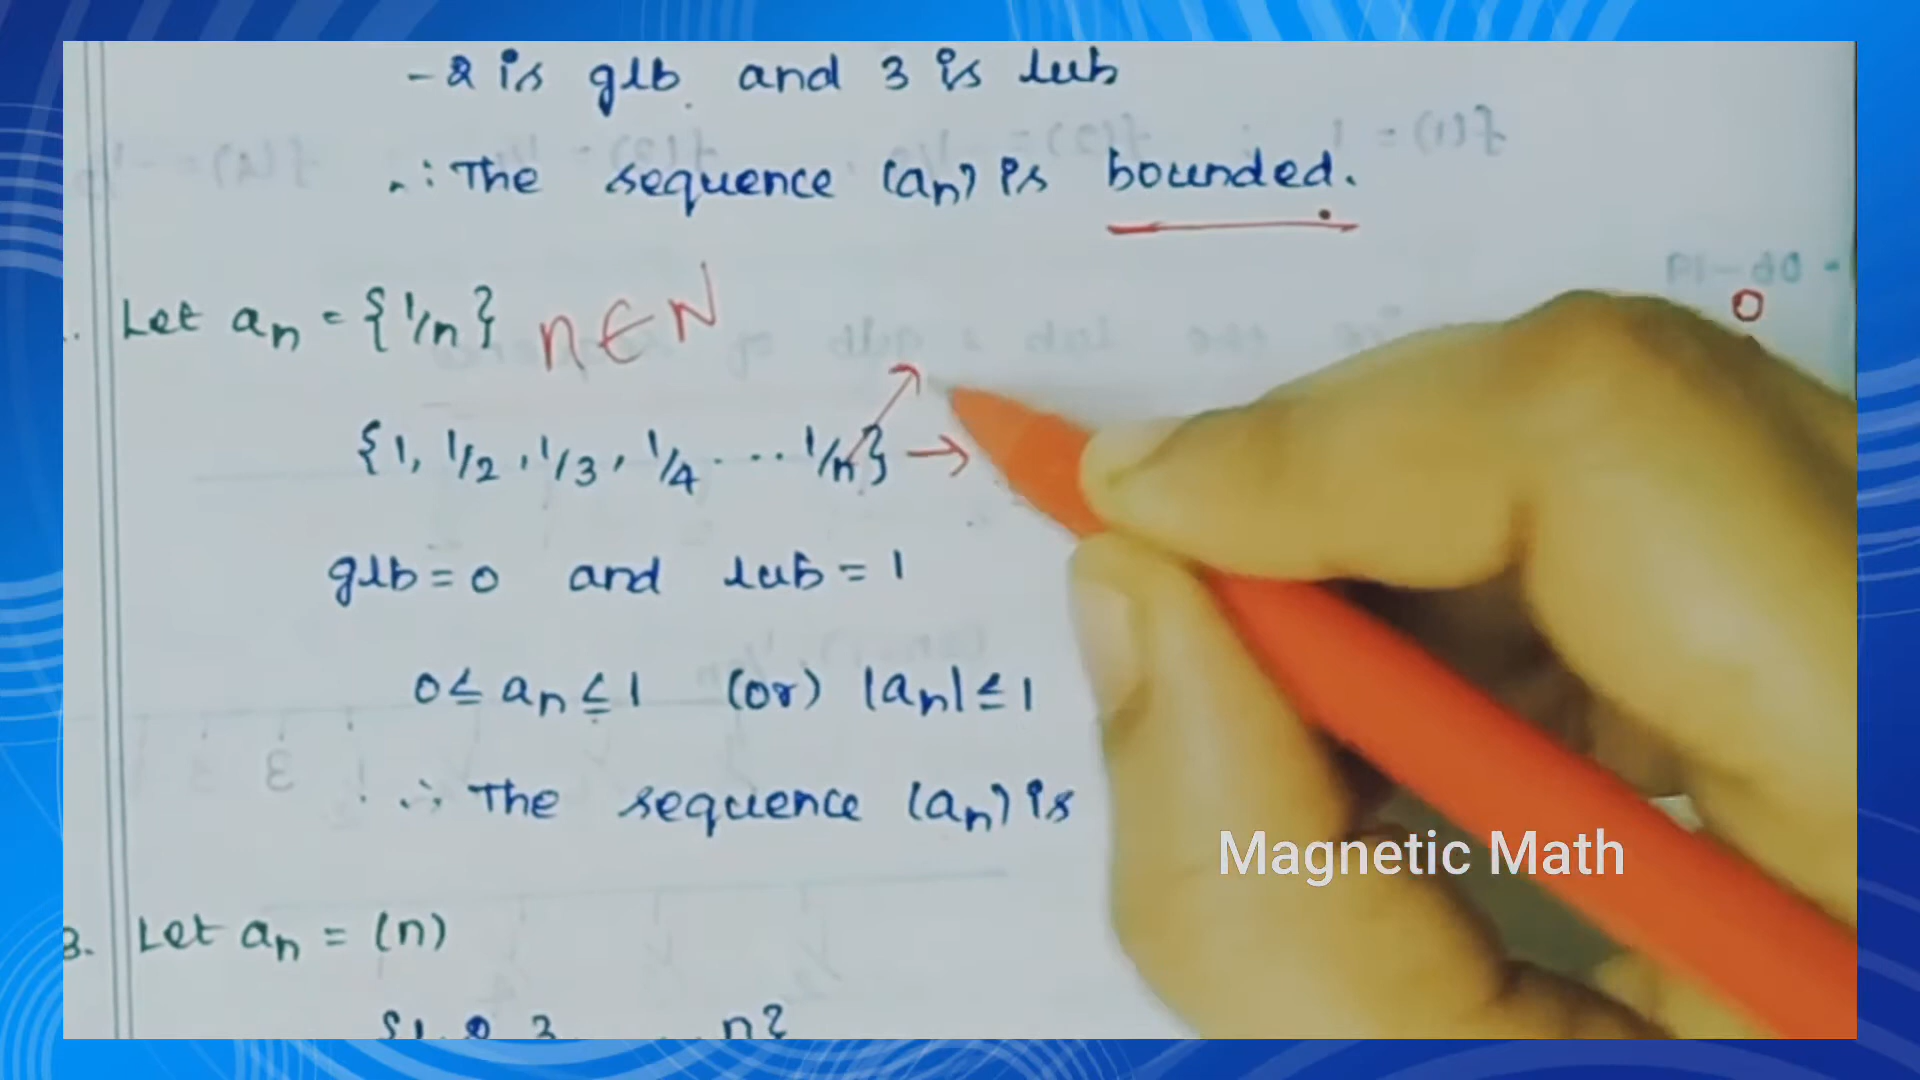 -2 is glb and 3 is lub
∴ The sequence (an) is bounded.
Let an = {1/n} n∈N
{1, 1/2, 1/3, 1/4 ... 1/n} →
glb = 0 and lub = 1
0 ≤ an ≤ 1 (or) |an| ≤ 1
∴ The sequence (an) is
Magnetic Math
3. Let an = (n)